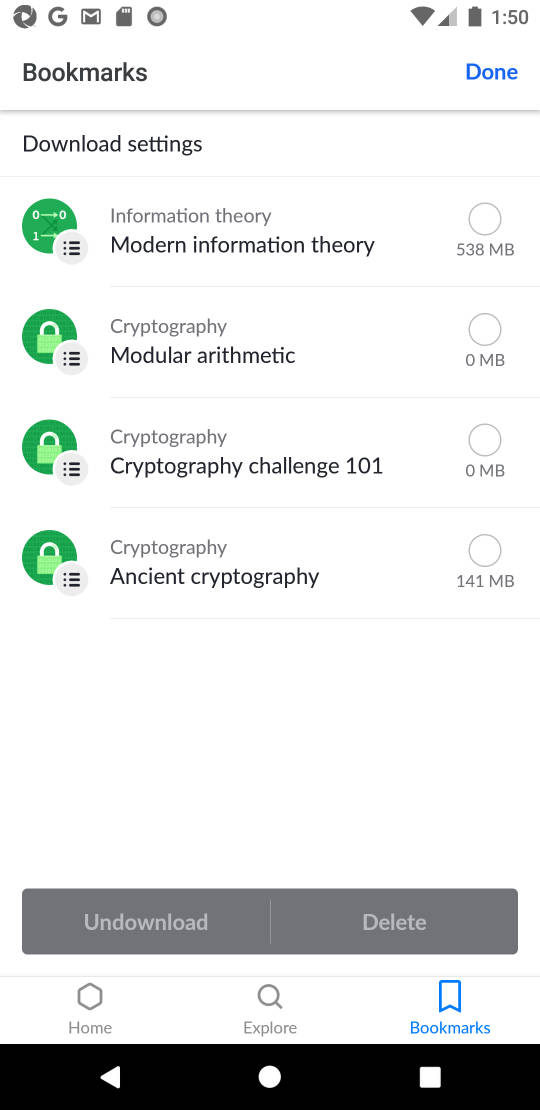 1:50
Bookmarks
Done
Download settings
0→0
1→
Information theory
Modern information theory
538 MB
Cryptography
Modular arithmetic
0 MB
Cryptography
Cryptography challenge 101
0 MB
Cryptography
Ancient cryptography
141 MB
Undownload
Delete
Home
Explore
Bookmarks